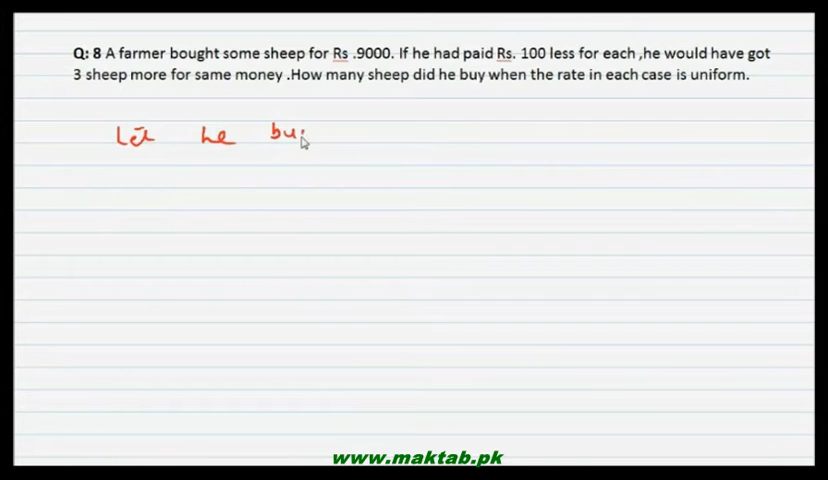 Q: 8 A farmer bought some sheep for Rs .9000. If he had paid Rs. 100 less for each ,he would have got
3 sheep more for same money .How many sheep did he buy when the rate in each case is uniform.
Let he bu
www.maktab.pk